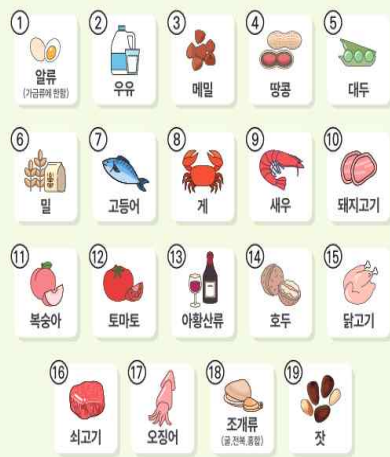 ① ② ③ ④ ⑤
알류 우유 메밀 땅콩 대두
(가금류에 한함)
⑥ ⑦ ⑧ ⑨ ⑩
밀 고등어 게 새우 돼지고기
⑪ ⑫ ⑬ ⑭ ⑮
복숭아 토마토 아황산류 호두 닭고기
⑯ ⑰ ⑱ ⑲
쇠고기 오징어 조개류 잣
(굴,전복,홍합)